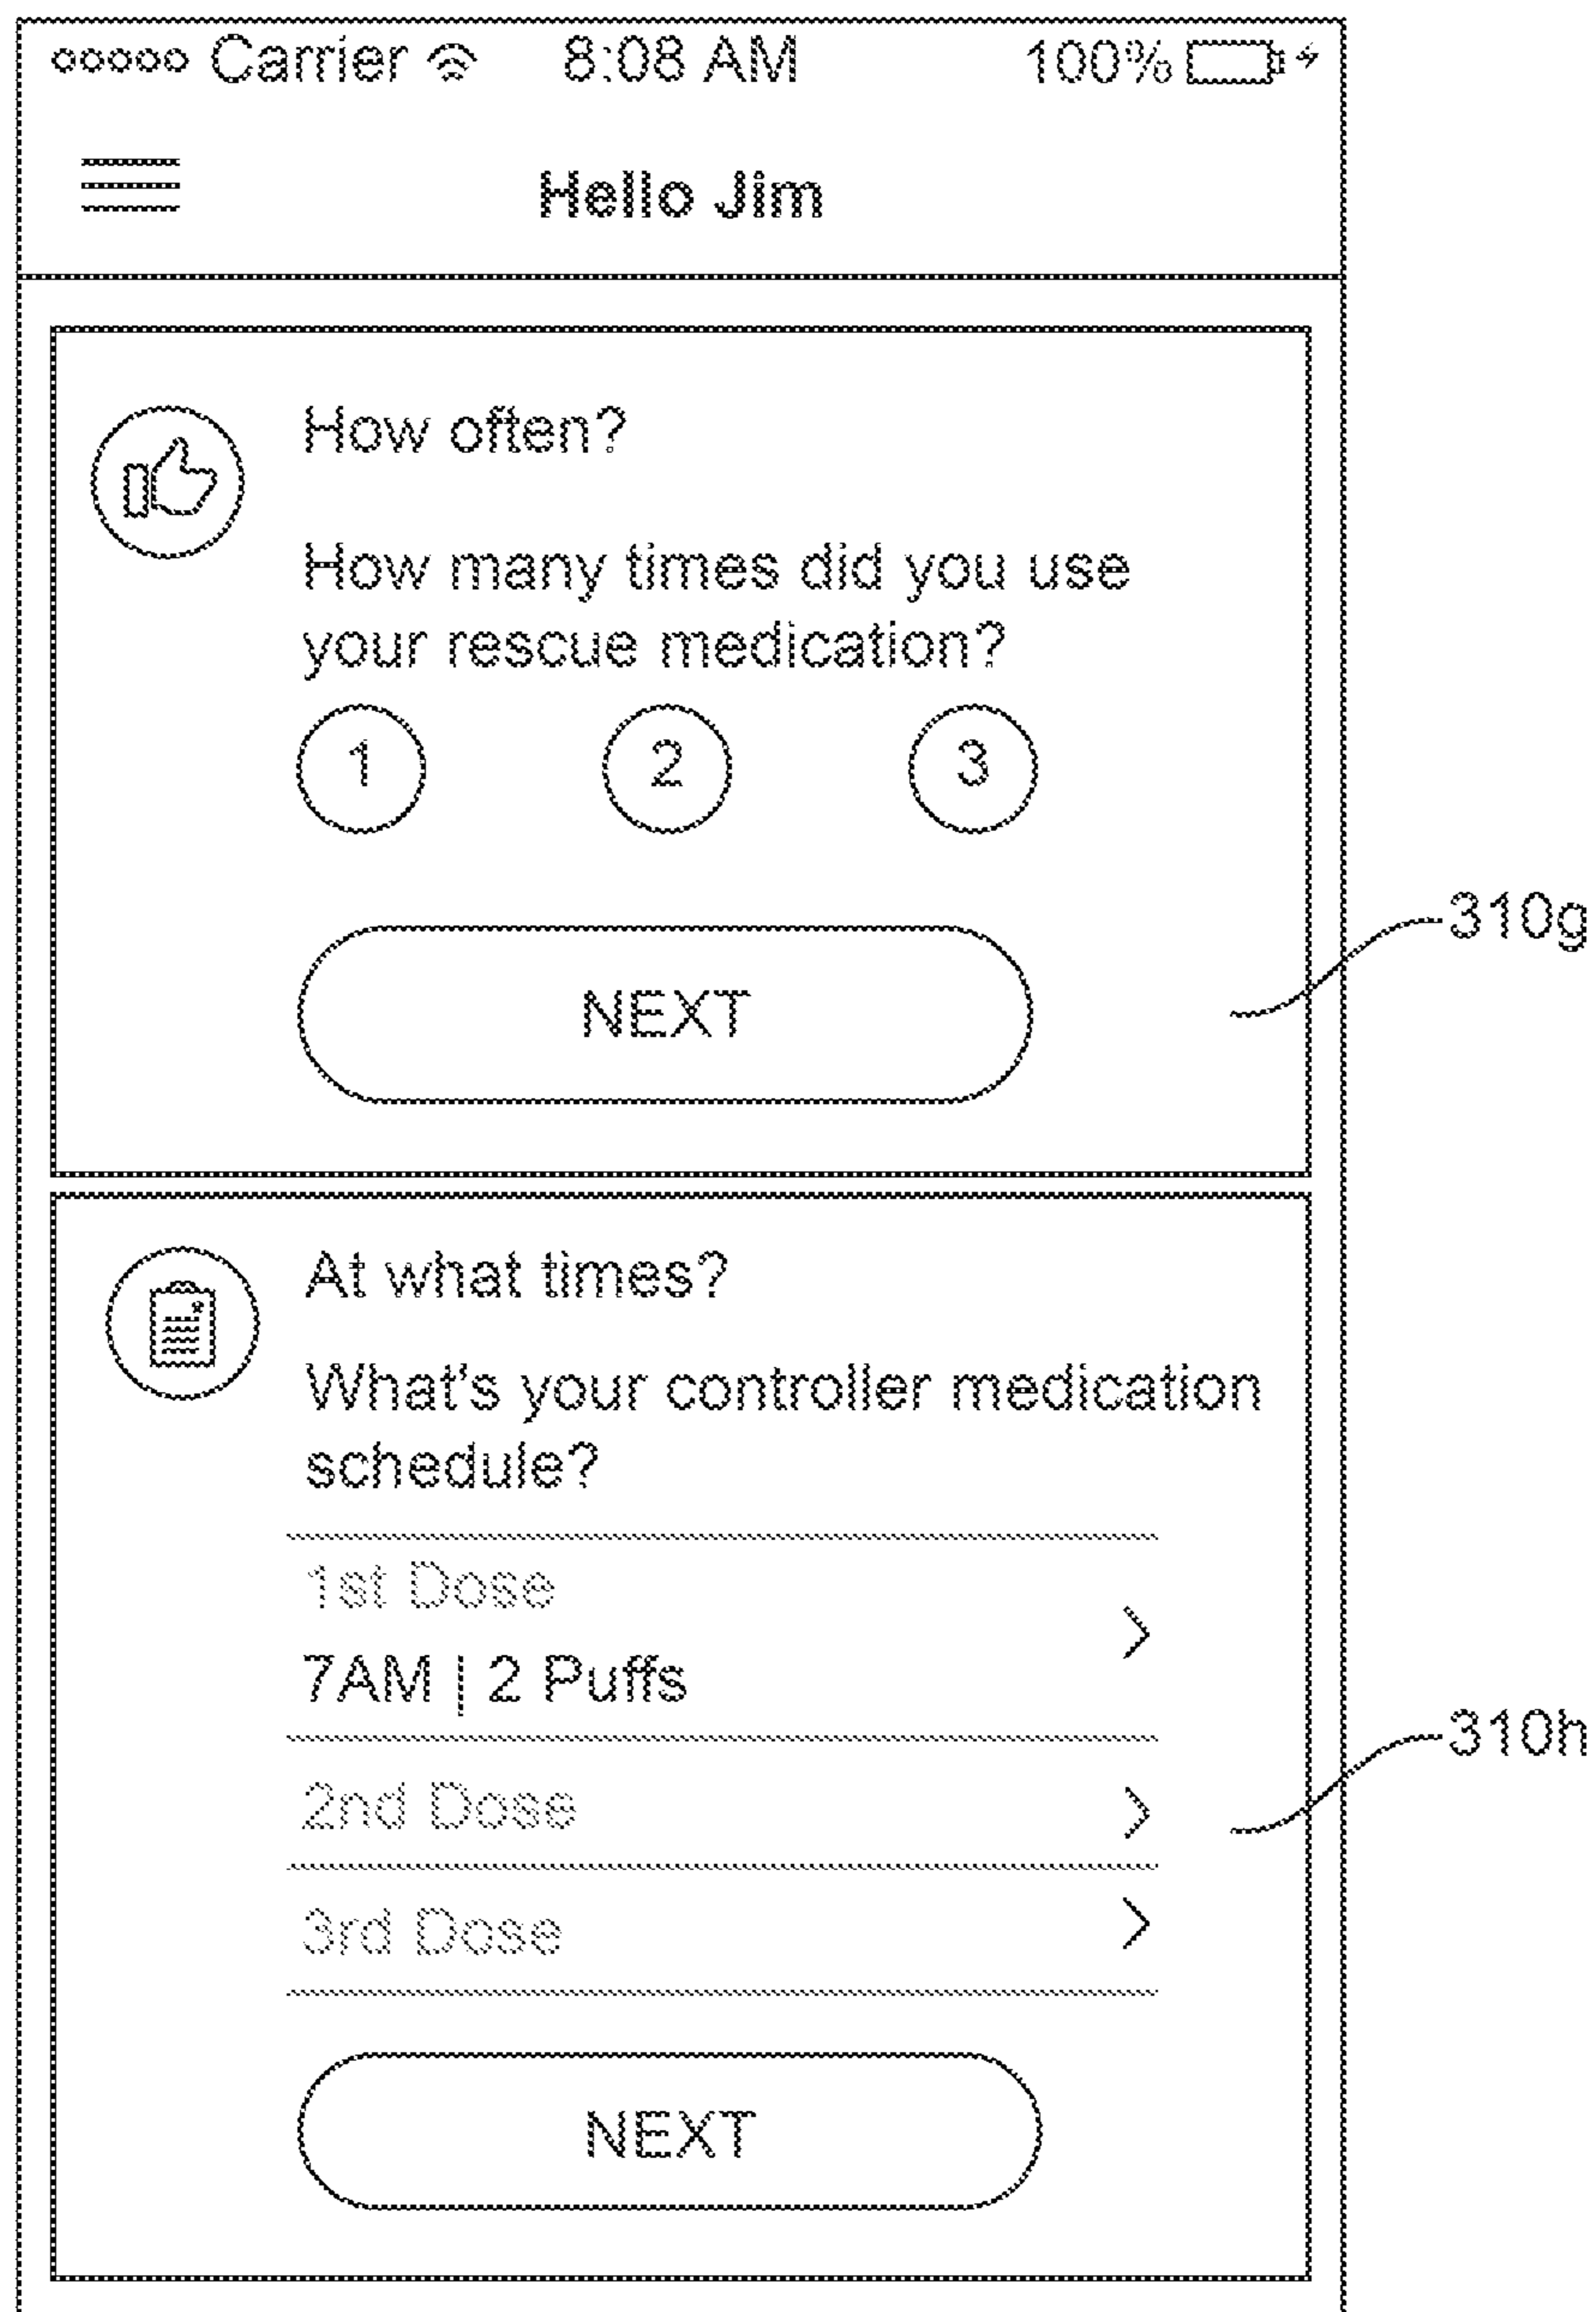 Carrier 8:08 AM 100%
Hello Jim
How often?
How many times did you use
your rescue medication?
1 2 3
310g
NEXT
At what times?
What's your controller medication
schedule?
1st Dose
7AM | 2 Puffs
310h
2nd Dose
3rd Dose
NEXT